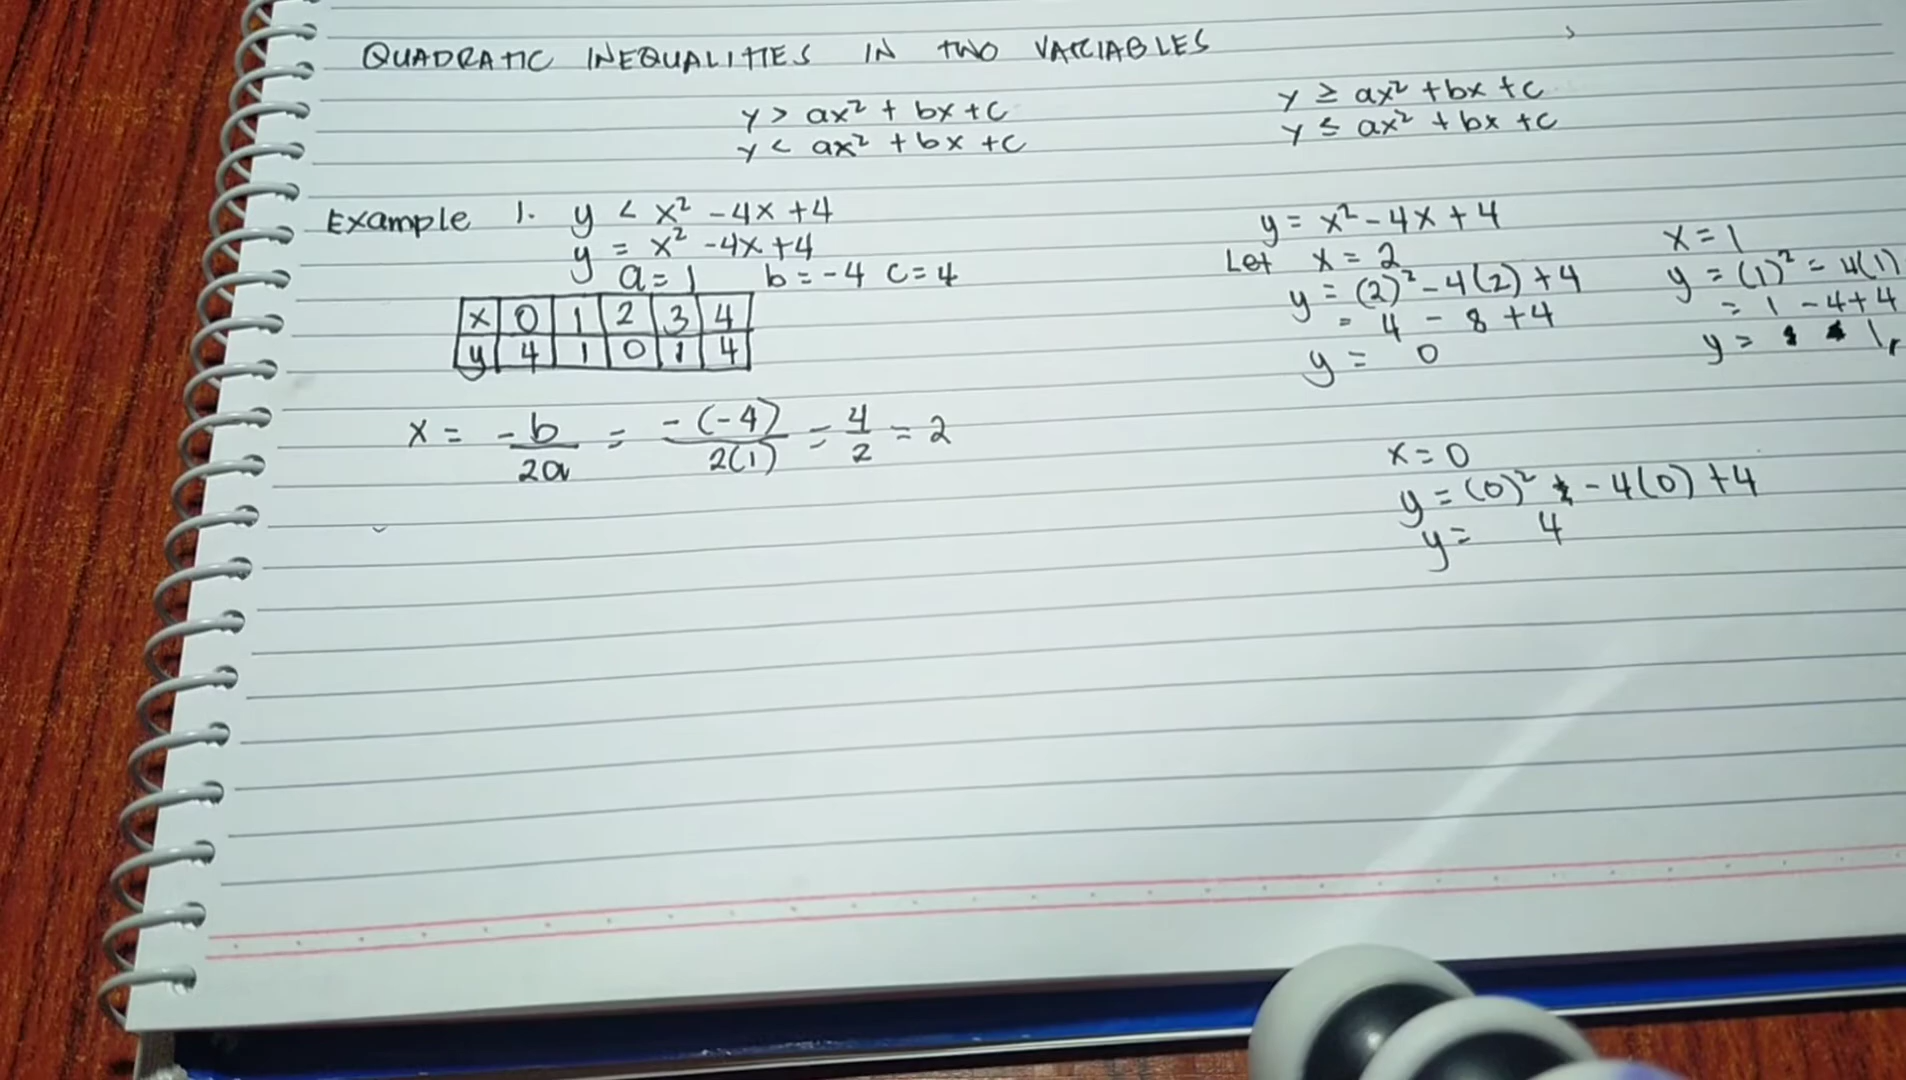 QUADRATIC INEQUALITIES IN TWO VARIABLES
y > ax² + bx + c
y < ax² + bx + c
y ≥ ax² + bx + c
y ≤ ax² + bx + c
Example 1. y < x² - 4x + 4
y = x² - 4x + 4
a = 1 b = -4 c = 4
x 0 1 2 3 4
y 4 1 0 1 4
x = -b/2a = -(-4)/2(1) = 4/2 = 2
y = x² - 4x + 4
Let x = 2
y = (2)² - 4(2) + 4
= 4 - 8 + 4
y = 0
x = 1
y = (1)² - 4(1)
= 1 - 4 + 4
y = 1
x = 0
y = (0)² - 4(0) + 4
y = 4